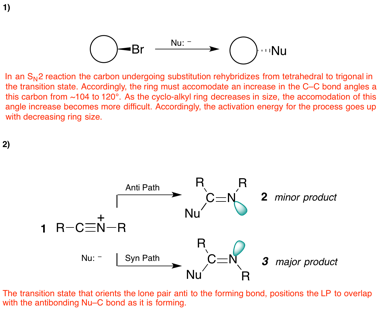 1)
Br
Nu: −
Nu
In an SN2 reaction the carbon undergoing substitution rehybridizes from tetrahedral to trigonal in
the transition state. Accordingly, the ring must accomodate an increase in the C–C bond angles a
this carbon from ~104 to 120°. As the cyclo-alkyl ring decreases in size, the accomodation of this
angle increase becomes more difficult. Accordingly, the activation energy for the process goes up
with decreasing ring size.
2)
Anti Path
R
R
C=N
Nu
2 minor product
1 R–C≡N–R
+
Nu: −
Syn Path
R
C=N
Nu
R
3 major product
The transition state that orients the lone pair anti to the forming bond, positions the LP to overlap
with the antibonding Nu–C bond as it is forming.